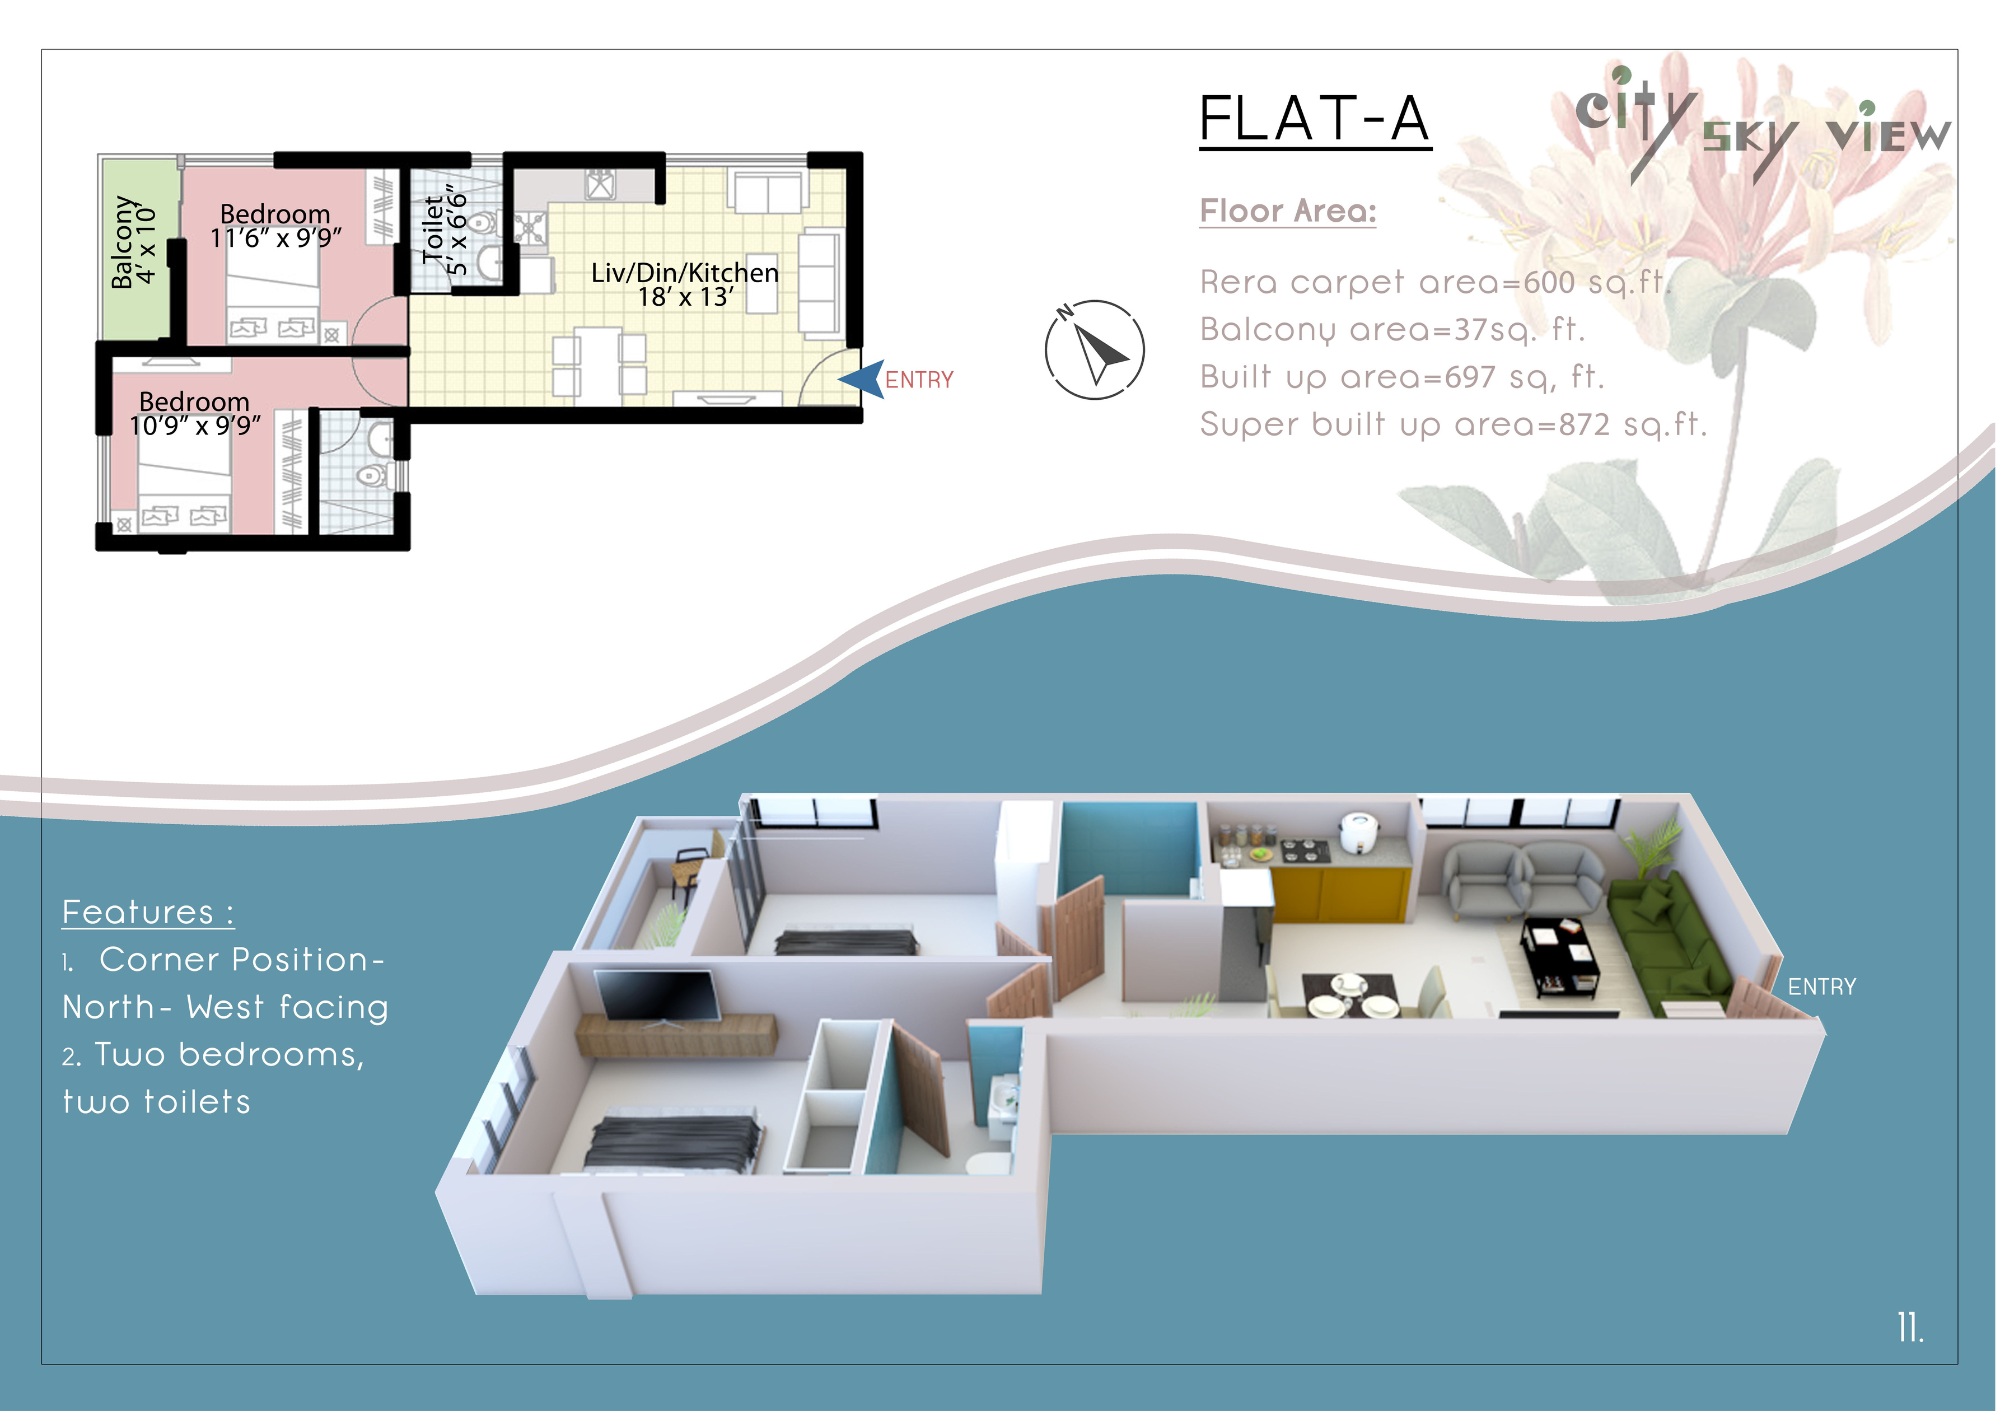 city
sky view
FLAT-A
Floor Area:
Rera carpet area=600 sq.ft.
Balcony area=37sq. ft.
Built up area=697 sq, ft.
Super built up area=872 sq.ft.
Balcony
4’ x 10’
Bedroom
11’6” x 9’9”
Toilet
5’ x 6’6”
Liv/Din/Kitchen
18’ x 13’
ENTRY
N
Bedroom
10’9” x 9’9”
Features :
1. Corner Position-
North- West facing
2. Two bedrooms,
two toilets
ENTRY
11.